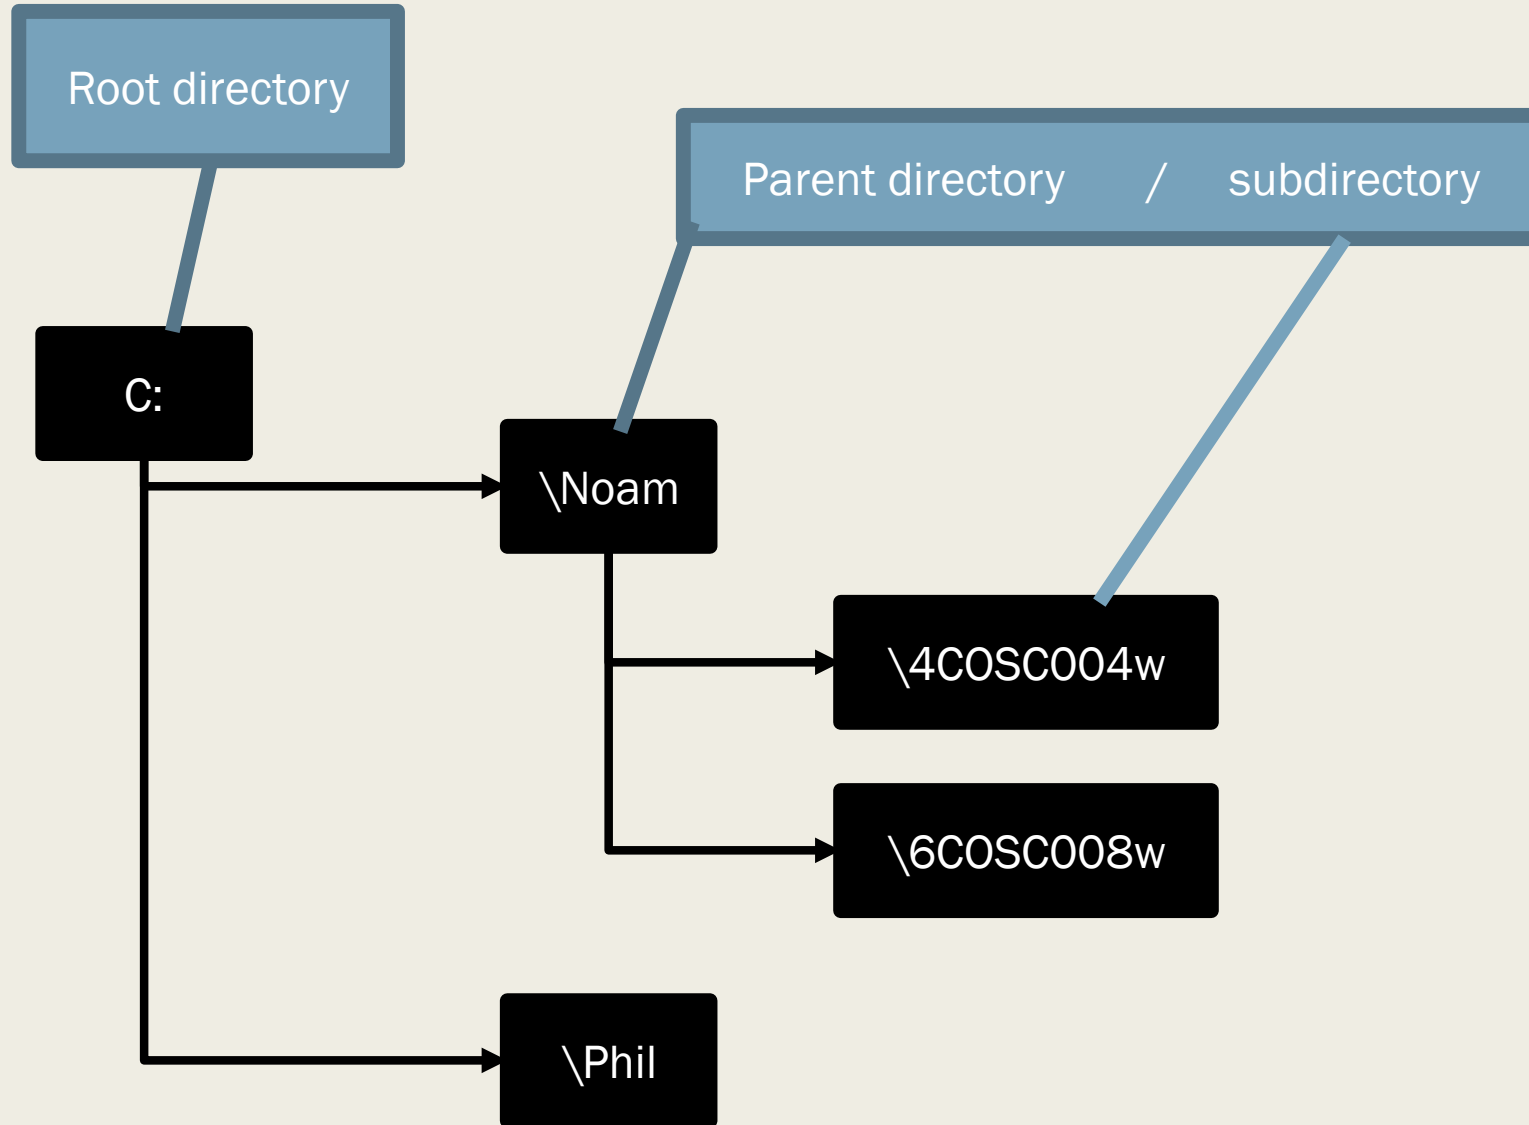 Root directory
Parent directory / subdirectory
C:
\Noam
\4COSC004w
\6COSC008w
\Phil